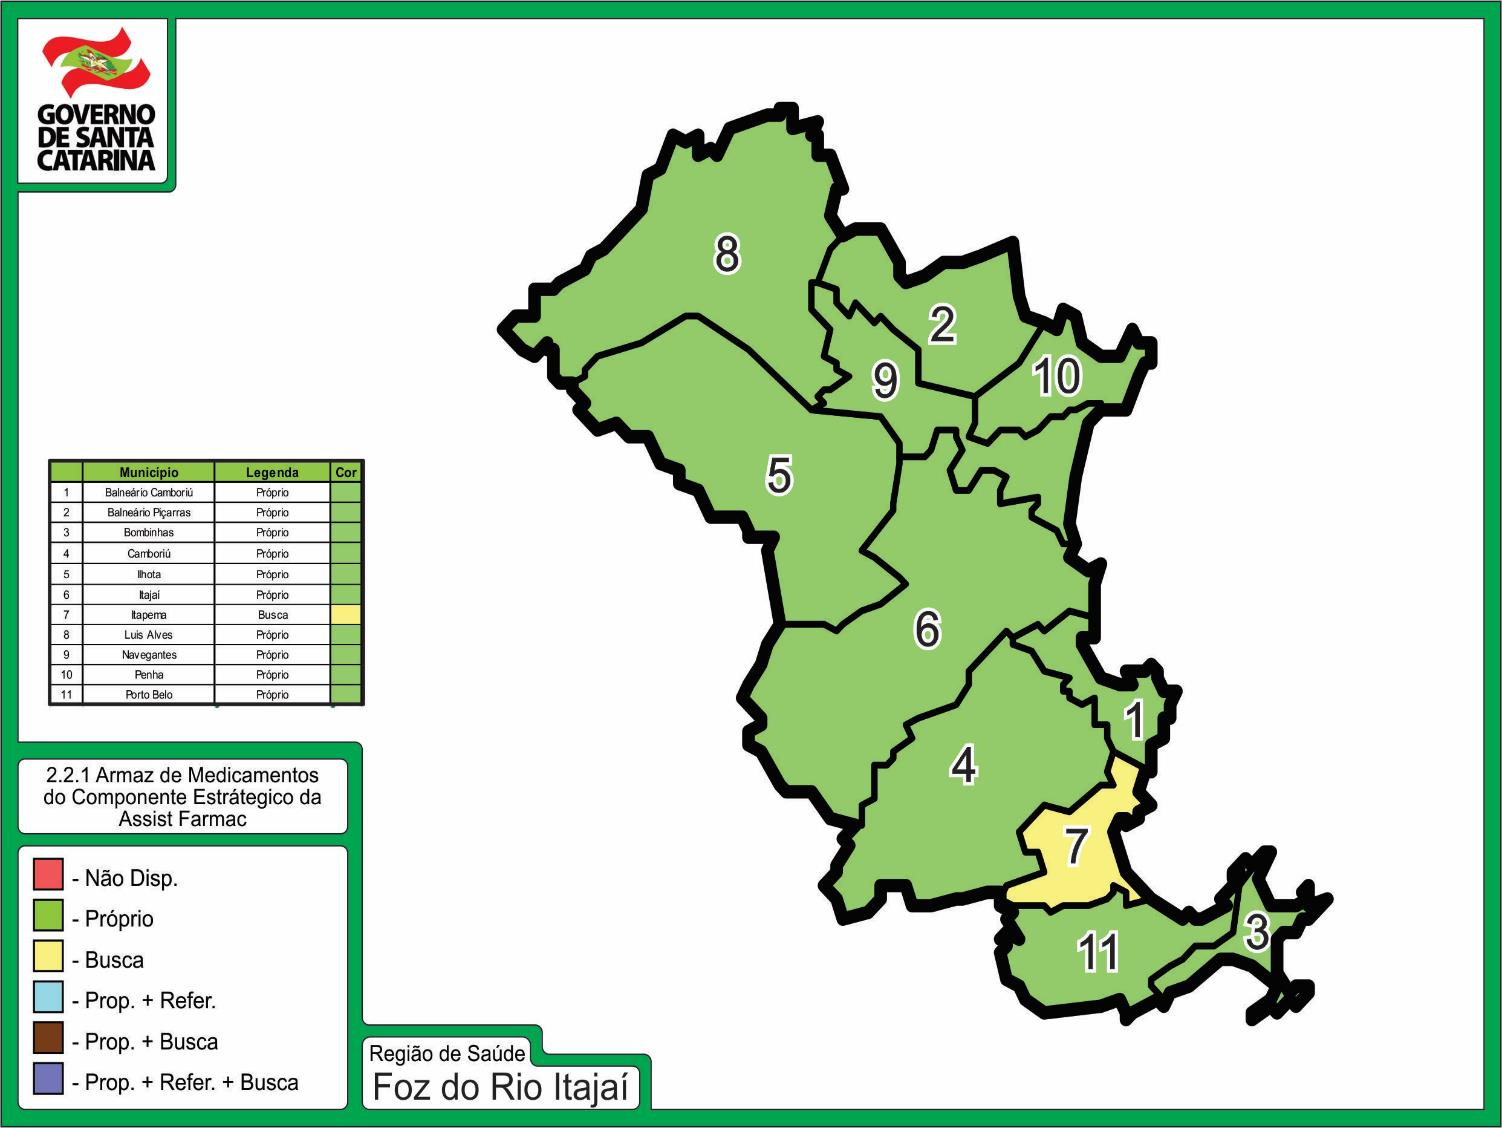 GOVERNO
DE SANTA
CATARINA
8
2
9
10
5
6
1
4
7
3
11
Município Legenda Cor
1 Balneário Camboriú Próprio
2 Balneário Piçarras Próprio
3 Bombinhas Próprio
4 Camboriú Próprio
5 Ilhota Próprio
6 Itajaí Próprio
7 Itapema Busca
8 Luis Alves Próprio
9 Navegantes Próprio
10 Penha Próprio
11 Porto Belo Próprio
2.2.1 Armaz de Medicamentos
do Componente Estrátegico da
Assist Farmac
- Não Disp.
- Próprio
- Busca
- Prop. + Refer.
- Prop. + Busca
- Prop. + Refer. + Busca
Região de Saúde
Foz do Rio Itajaí